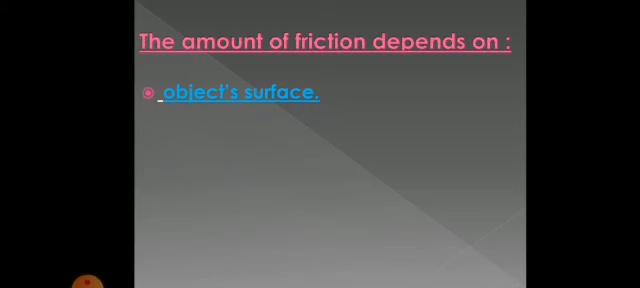 The amount of friction depends on :
object's surface.